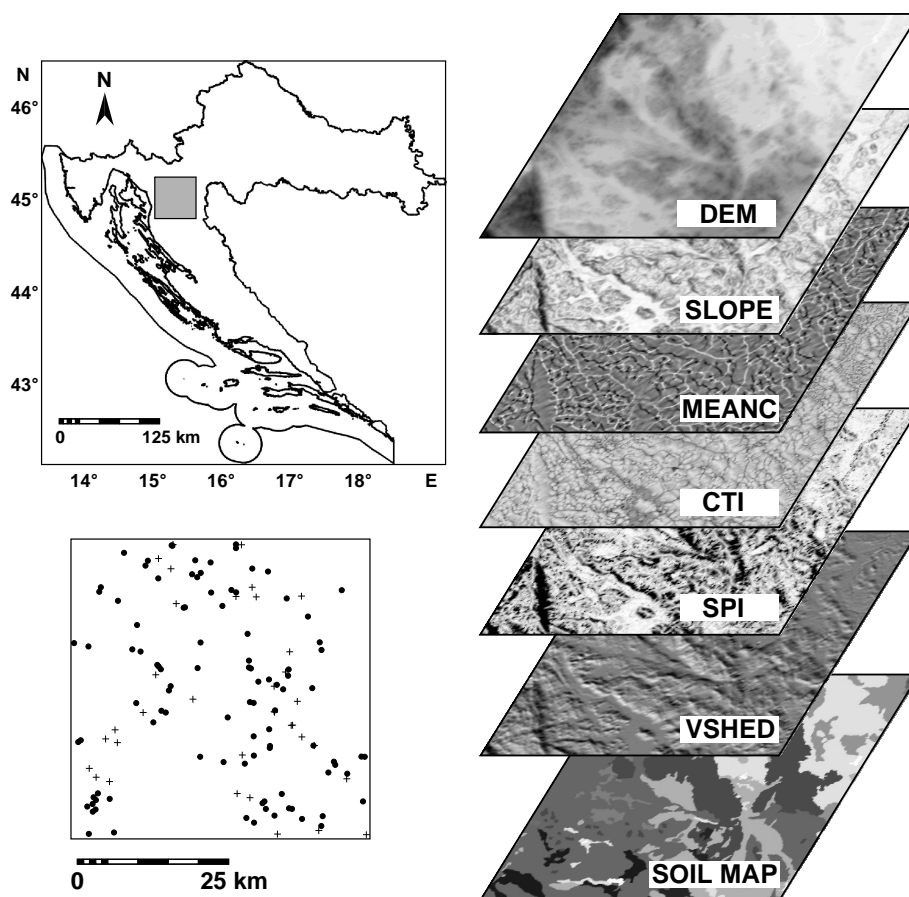 N
N
46°
45°
44°
43°
0
125 km
14°
15°
16°
17°
18°
E
0
25 km
DEM
SLOPE
MEANC
CTI
SPI
VSHED
SOIL MAP